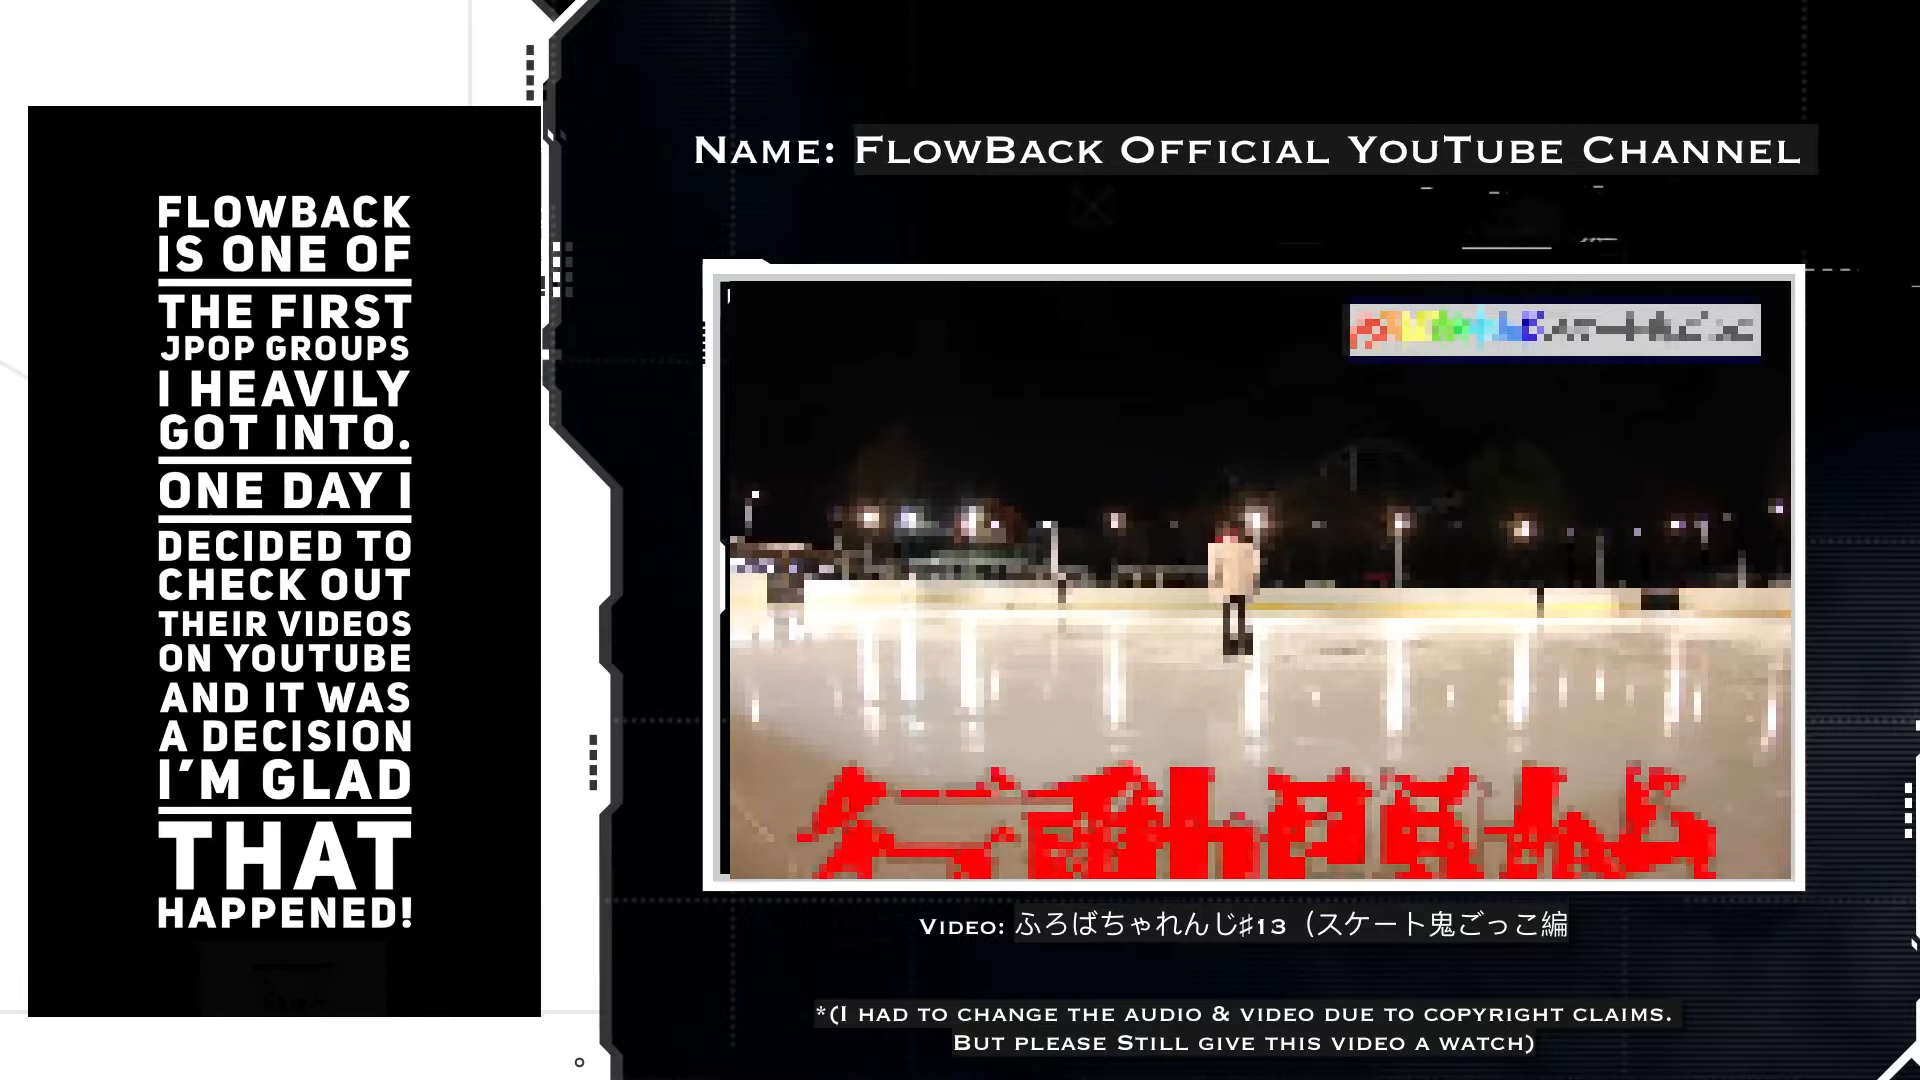 FLOWBACK
IS ONE OF
THE FIRST
JPOP GROUPS
I HEAVILY
GOT INTO.
ONE DAY I
DECIDED TO
CHECK OUT
THEIR VIDEOS
ON YOUTUBE
AND IT WAS
A DECISION
I’M GLAD
THAT
HAPPENED!
NAME: FLOWBACK OFFICIAL YOUTUBE CHANNEL
VIDEO: ふろばちゃれんじ♯13（スケート鬼ごっこ編
*(I HAD TO CHANGE THE AUDIO & VIDEO DUE TO COPYRIGHT CLAIMS.
BUT PLEASE STILL GIVE THIS VIDEO A WATCH)